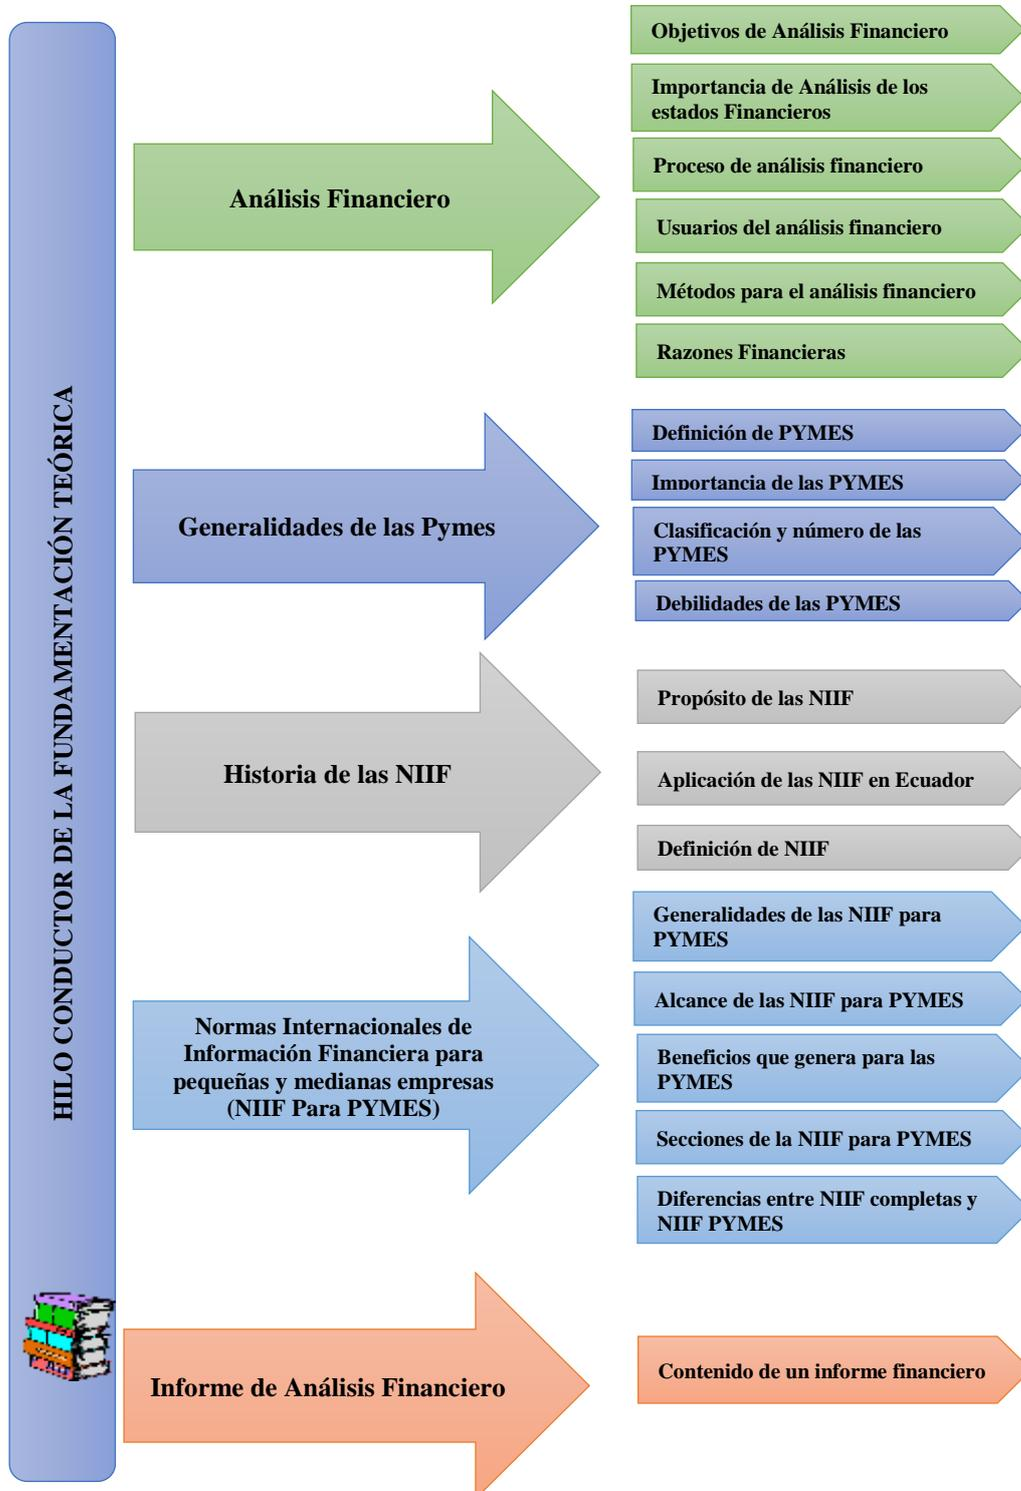 HILO CONDUCTOR DE LA FUNDAMENTACIÓN TEÓRICA
Análisis Financiero
Objetivos de Análisis Financiero
Importancia de Análisis de los
estados Financieros
Proceso de análisis financiero
Usuarios del análisis financiero
Métodos para el análisis financiero
Razones Financieras
Generalidades de las Pymes
Definición de PYMES
Importancia de las PYMES
Clasificación y número de las
PYMES
Debilidades de las PYMES
Historia de las NIIF
Propósito de las NIIF
Aplicación de las NIIF en Ecuador
Definición de NIIF
Normas Internacionales de
Información Financiera para
pequeñas y medianas empresas
(NIIF Para PYMES)
Generalidades de las NIIF para
PYMES
Alcance de las NIIF para PYMES
Beneficios que genera para las
PYMES
Secciones de la NIIF para PYMES
Diferencias entre NIIF completas y
NIIF PYMES
Informe de Análisis Financiero
Contenido de un informe financiero